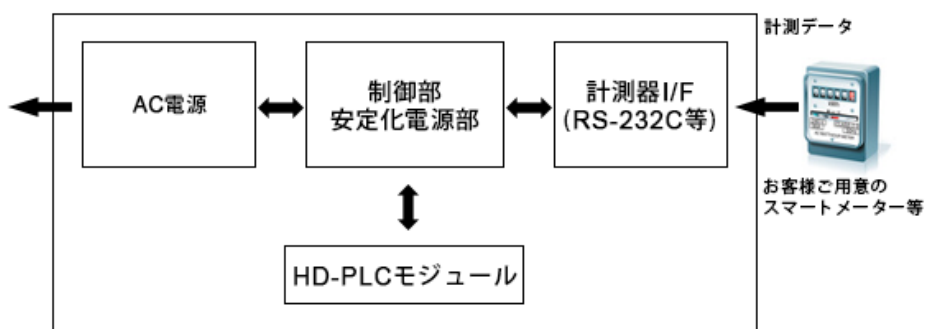 計測データ
AC電源
制御部
安定化電源部
計測器I/F
(RS-232C等)
お客様ご用意の
スマートメーター等
HD-PLCモジュール